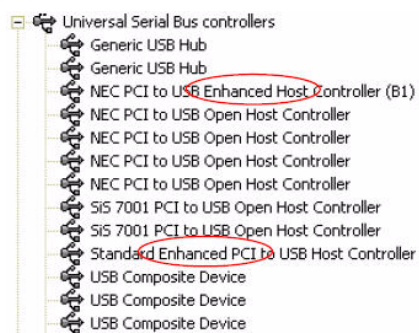 Universal Serial Bus controllers
Generic USB Hub
Generic USB Hub
NEC PCI to USB Enhanced Host Controller (B1)
NEC PCI to USB Open Host Controller
NEC PCI to USB Open Host Controller
NEC PCI to USB Open Host Controller
NEC PCI to USB Open Host Controller
SiS 7001 PCI to USB Open Host Controller
SiS 7001 PCI to USB Open Host Controller
Standard Enhanced PCI to USB Host Controller
USB Composite Device
USB Composite Device
USB Composite Device